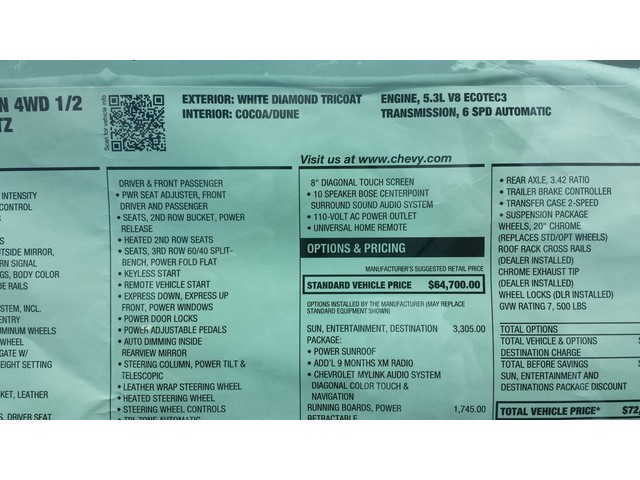 N 4WD 1/2
TZ
Scan for vehicle info
EXTERIOR: WHITE DIAMOND TRICOAT
INTERIOR: COCOA/DUNE
ENGINE, 5.3L V8 ECOTEC3
TRANSMISSION, 6 SPD AUTOMATIC
Visit us at www.chevy.com
INTENSITY
CONTROL
UTSIDE MIRROR,
RN SIGNAL
GS, BODY COLOR
E RAILS
YSTEM, INCL.
ENTRY
UMINUM WHEELS
WHEEL
GATE W/
EIGHT SETTING
KET, LEATHER
S, DRIVER SEAT,
DRIVER & FRONT PASSENGER
• PWR SEAT ADJUSTER, FRONT
DRIVER AND PASSENGER
• SEATS, 2ND ROW BUCKET, POWER
RELEASE
• HEATED 2ND ROW SEATS
• SEATS, 3RD ROW 60/40 SPLIT-
BENCH, POWER FOLD FLAT
• KEYLESS START
• REMOTE VEHICLE START
• EXPRESS DOWN, EXPRESS UP
FRONT, POWER WINDOWS
• POWER DOOR LOCKS
• POWER ADJUSTABLE PEDALS
• AUTO DIMMING INSIDE
REARVIEW MIRROR
• STEERING COLUMN, POWER TILT &
TELESCOPIC
• LEATHER WRAP STEERING WHEEL
• HEATED STEERING WHEEL
• STEERING WHEEL CONTROLS
• TRI-ZONE AUTOMATIC
8" DIAGONAL TOUCH SCREEN
• 10 SPEAKER BOSE CENTERPOINT
SURROUND SOUND AUDIO SYSTEM
• 110-VOLT AC POWER OUTLET
• UNIVERSAL HOME REMOTE
OPTIONS & PRICING
MANUFACTURER'S SUGGESTED RETAIL PRICE
STANDARD VEHICLE PRICE $64,700.00
OPTIONS INSTALLED BY THE MANUFACTURER (MAY REPLACE
STANDARD EQUIPMENT SHOWN)
SUN, ENTERTAINMENT, DESTINATION 3,305.00
PACKAGE:
• POWER SUNROOF
• ADD'L 9 MONTHS XM RADIO
• CHEVROLET MYLINK AUDIO SYSTEM
DIAGONAL COLOR TOUCH &
NAVIGATION
RUNNING BOARDS, POWER 1,745.00
RETRACTABLE
• REAR AXLE, 3.42 RATIO
• TRAILER BRAKE CONTROLLER
• TRANSFER CASE 2-SPEED
• SUSPENSION PACKAGE
WHEELS, 20" CHROME
(REPLACES STD/OPT WHEELS)
ROOF RACK CROSS RAILS
(DEALER INSTALLED)
CHROME EXHAUST TIP
(DEALER INSTALLED)
WHEEL LOCKS (DLR INSTALLED)
GVW RATING 7, 500 LBS
TOTAL OPTIONS
TOTAL VEHICLE & OPTIONS
DESTINATION CHARGE
TOTAL BEFORE SAVINGS
SUN, ENTERTAINMENT AND
DESTINATIONS PACKAGE DISCOUNT
TOTAL VEHICLE PRICE* $72,